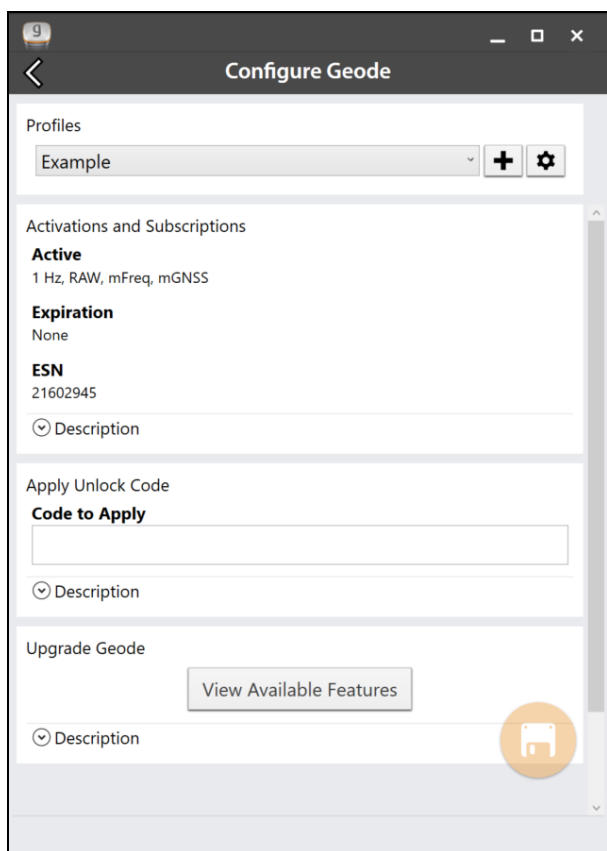 g
Configure Geode
Profiles
Example
Activations and Subscriptions
Active
1 Hz, RAW, mFreq, mGNSS
Expiration
None
ESN
21602945
Description
Apply Unlock Code
Code to Apply
Description
Upgrade Geode
View Available Features
Description